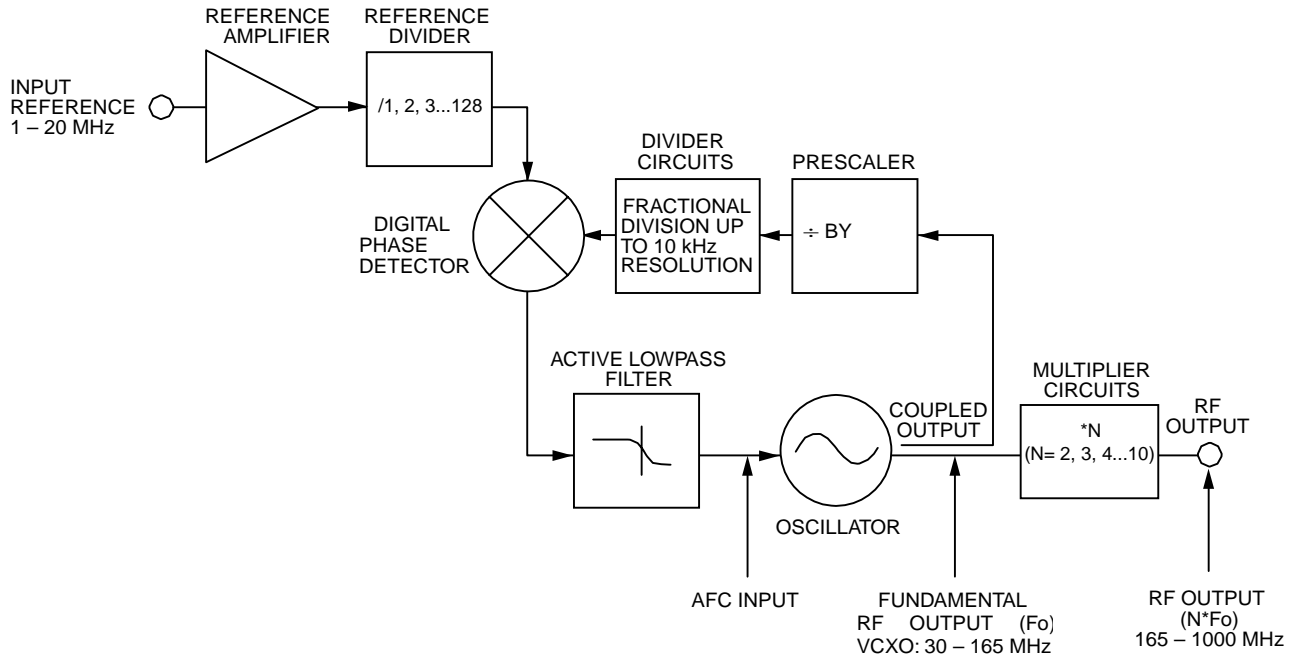 REFERENCE
AMPLIFIER
REFERENCE
DIVIDER
INPUT
REFERENCE
1 – 20 MHz
/1, 2, 3...128
DIVIDER
CIRCUITS
PRESCALER
DIGITAL
PHASE
DETECTOR
FRACTIONAL
DIVISION UP
TO 10 kHz
RESOLUTION
÷ BY
ACTIVE LOWPASS
FILTER
COUPLED
OUTPUT
MULTIPLIER
CIRCUITS
*N
(N= 2, 3, 4...10)
RF
OUTPUT
OSCILLATOR
AFC INPUT
FUNDAMENTAL
RF OUTPUT (Fo)
VCXO: 30 – 165 MHz
RF OUTPUT
(N*Fo)
165 – 1000 MHz